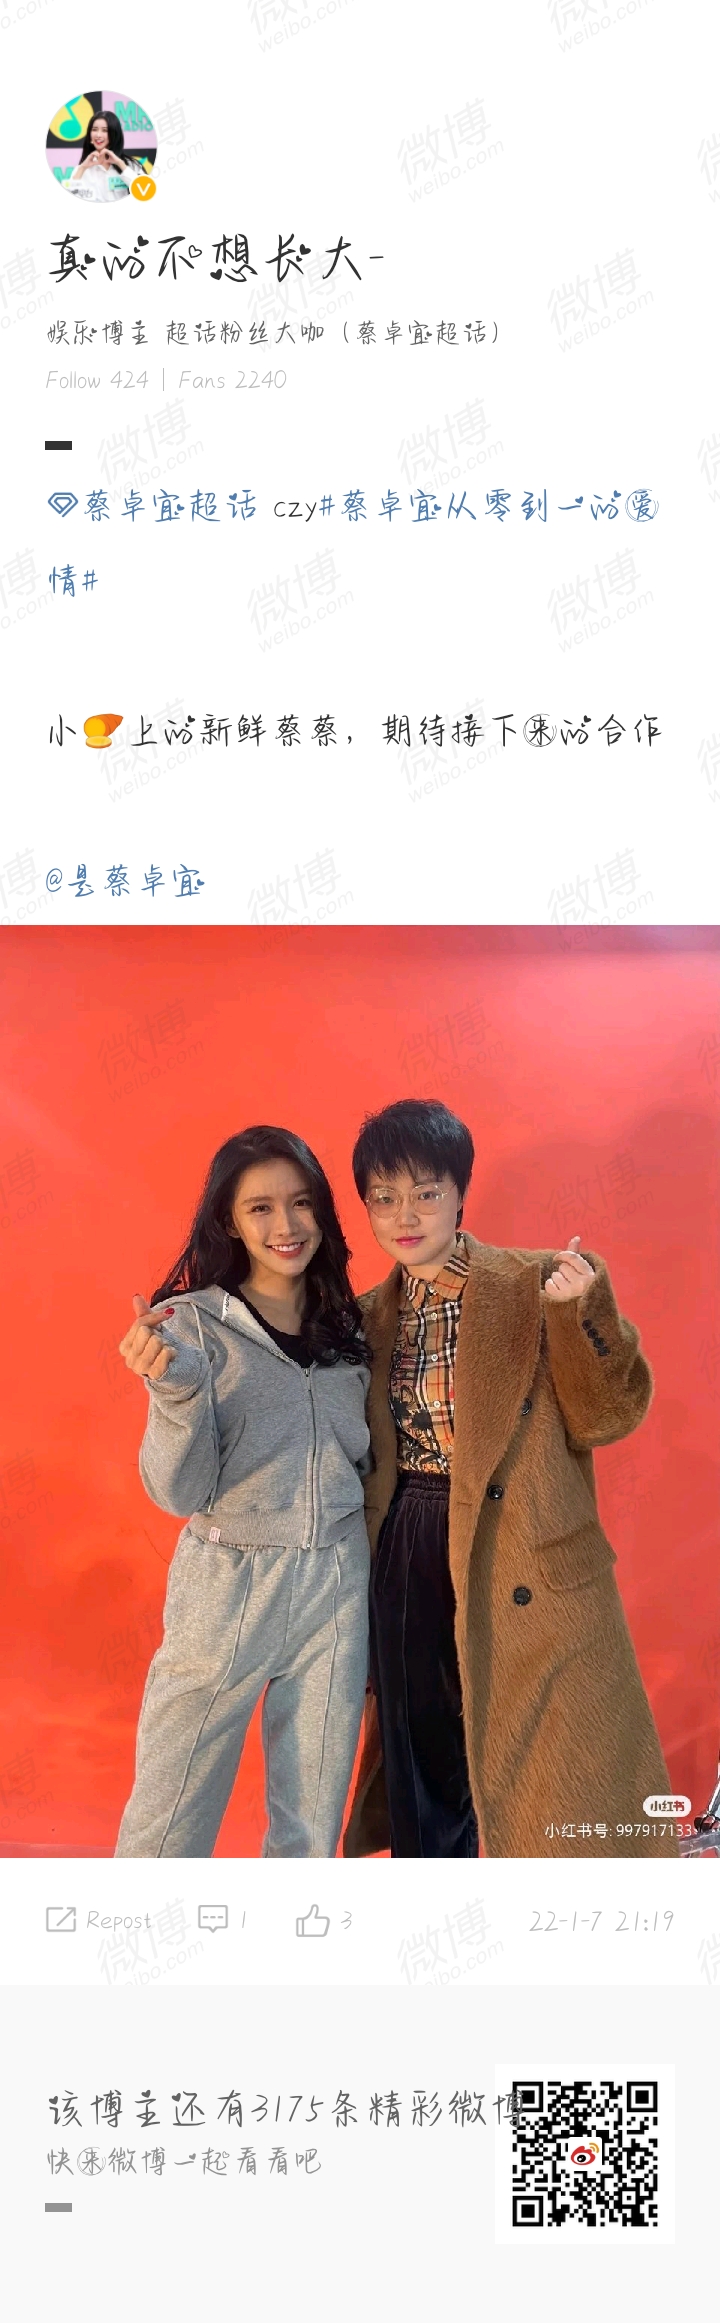 真的不想长大-
娱乐博主 超话粉丝大咖（蔡卓宜超话）
Follow 424 | Fans 2240
蔡卓宜超话 czy#蔡卓宜从零到一的爱
情#
小🍠上的新鲜蔡蔡，期待接下来的合作
@是蔡卓宜
小红书
小红书号: 997917133
Repost 1 3 22-1-7 21:19
该博主还有3175条精彩微博
快来微博一起看看吧
微博
weibo.com